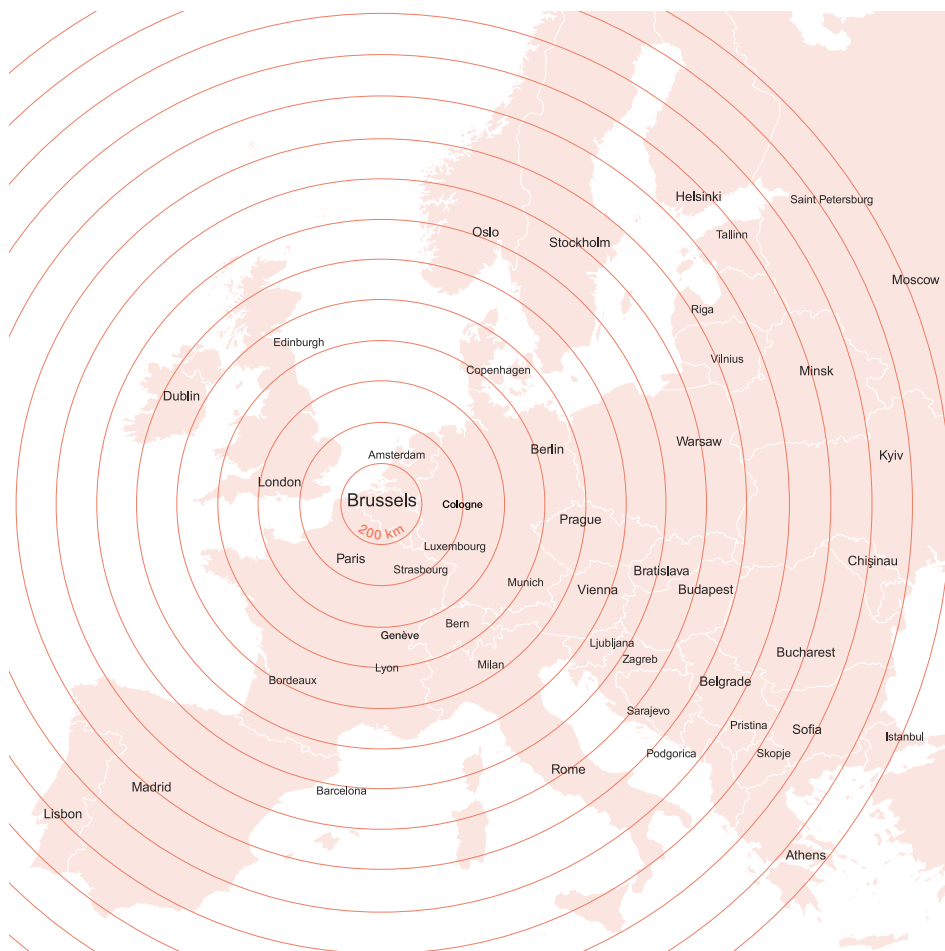 Helsinki
Saint Petersburg
Oslo
Tallinn
Stockholm
Moscow
Riga
Edinburgh
Vilnius
Copenhagen
Minsk
Dublin
Warsaw
Berlin
Amsterdam
Kyiv
London
Brussels
Cologne
Prague
200 km
Luxembourg
Paris
Chişinau
Strasbourg
Bratislava
Munich
Vienna
Budapest
Bern
Genève
Ljubljana
Bucharest
Zagreb
Milan
Lyon
Bordeaux
Belgrade
Sarajevo
Pristina
Sofia
Istanbul
Podgorica
Skopje
Rome
Madrid
Barcelona
Lisbon
Athens